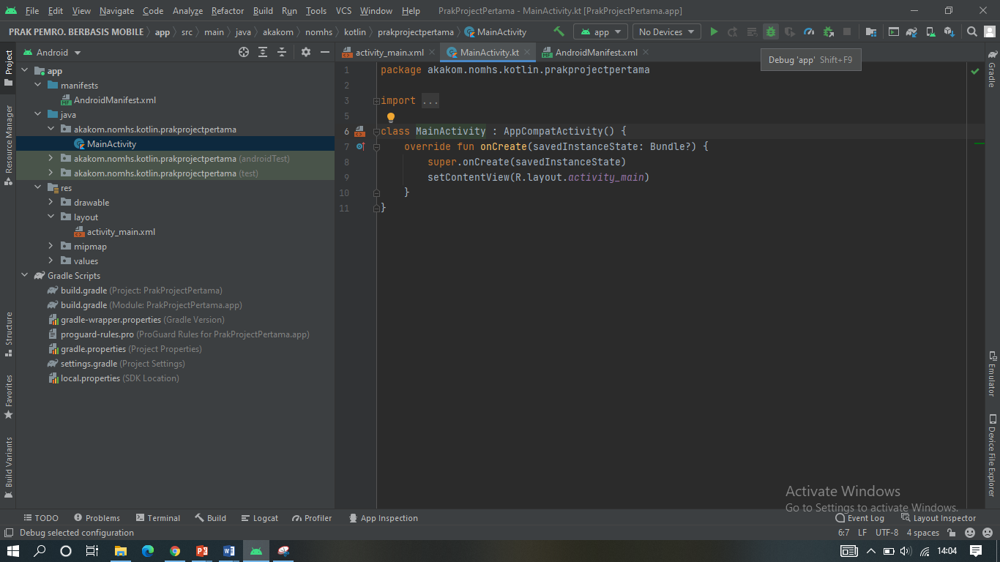 File Edit View Navigate Code Analyze Refactor Build Run Tools VCS Window Help PrakProjectPertama - MainActivity.kt [PrakProjectPertama.app]
PRAK PEMRO. BERBASIS MOBILE app src main java akakom nomhs kotlin prakprojectpertama MainActivity app No Devices
Project
Resource Manager
Structure
Favorites
Build Variants
Android
app
manifests
AndroidManifest.xml
java
akakom.nomhs.kotlin.prakprojectpertama
MainActivity
akakom.nomhs.kotlin.prakprojectpertama (androidTest)
akakom.nomhs.kotlin.prakprojectpertama (test)
res
drawable
layout
activity_main.xml
mipmap
values
Gradle Scripts
build.gradle (Project: PrakProjectPertama)
build.gradle (Module: PrakProjectPertama.app)
gradle-wrapper.properties (Gradle Version)
proguard-rules.pro (ProGuard Rules for PrakProjectPertama.app)
gradle.properties (Project Properties)
settings.gradle (Project Settings)
local.properties (SDK Location)
activity_main.xml MainActivity.kt AndroidManifest.xml
Debug 'app' Shift+F9
1 package akakom.nomhs.kotlin.prakprojectpertama
2
3 import ...
5
6 class MainActivity : AppCompatActivity() {
7 override fun onCreate(savedInstanceState: Bundle?) {
8 super.onCreate(savedInstanceState)
9 setContentView(R.layout.activity_main)
10 }
11 }
Gradle
Emulator
Device File Explorer
Activate Windows
Go to Settings to activate Windows.
TODO Problems Terminal Build Logcat Profiler App Inspection Event Log Layout Inspector
Debug selected configuration 6:7 LF UTF-8 4 spaces
14:04